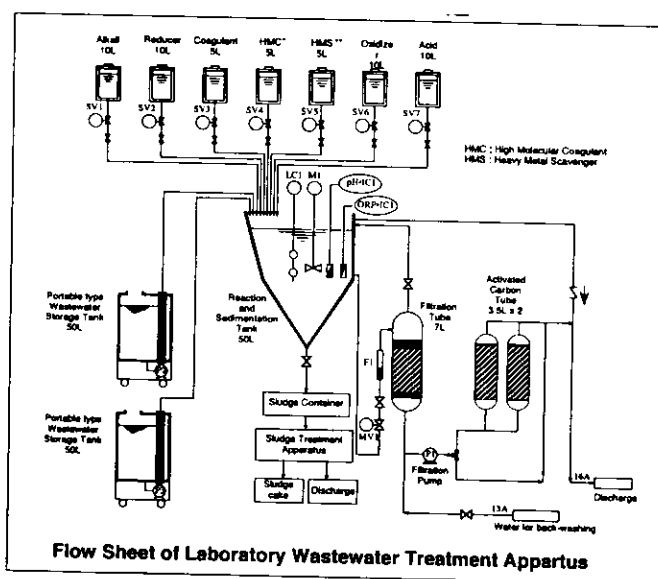 Alkali Reducer Coagulant HMC* HMS** Oxidize Acid
10L 10L 5L 5L 5L r 10L
10L
SV1 SV2 SV3 SV4 SV5 SV6 SV7
HMC : High Molecular Coagulant
HMS : Heavy Metal Scavenger
LC1 M1
pH•IC1
ORP•IC1
Portable type
Wastewater
Storage Tank
50L
Reaction
and
Sedimentation
Tank
50L
Filtration
Tube
7L
Activated
Carbon
Tube
3.5L x 2
F1
MV1
Sludge Container
Sludge Treatment
Apparatus
Sludge
cake
Discharge
Portable type
Wastewater
Storage Tank
50L
P1
Filtration
Pump
16A
Discharge
13A
Water for back-washing
Flow Sheet of Laboratory Wastewater Treatment Appartus